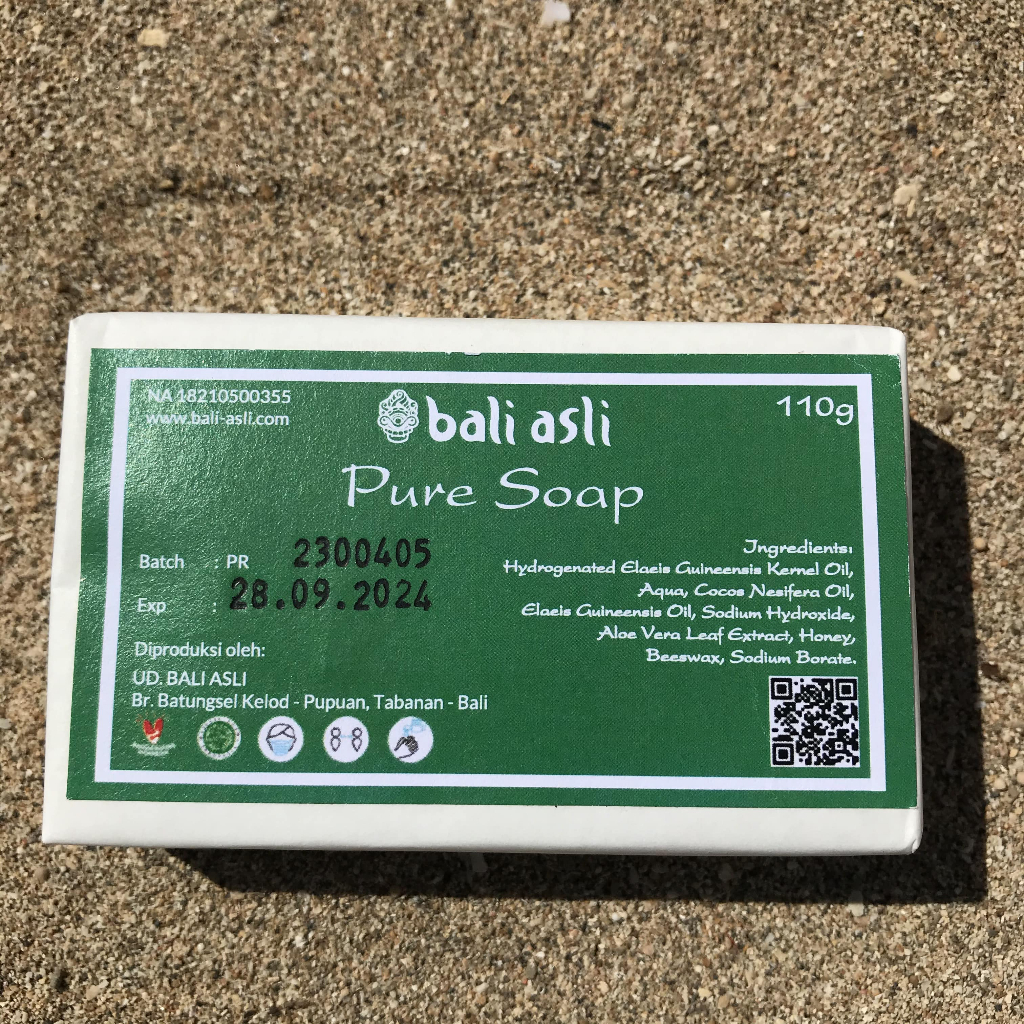 NA 18210500355
www.bali-asli.com
bali asli
110g
Pure Soap
Batch : PR 2300405
Exp : 28.09.2024
Diproduksi oleh:
UD. BALI ASLI
Br. Batungsel Kelod - Pupuan, Tabanan - Bali
Ingredients:
Hydrogenated Elaeis Guineensis Kernel Oil,
Aqua, Cocos Nesifera Oil,
Elaeis Guineensis Oil, Sodium Hydroxide,
Aloe Vera Leaf Extract, Honey,
Beeswax, Sodium Borate.